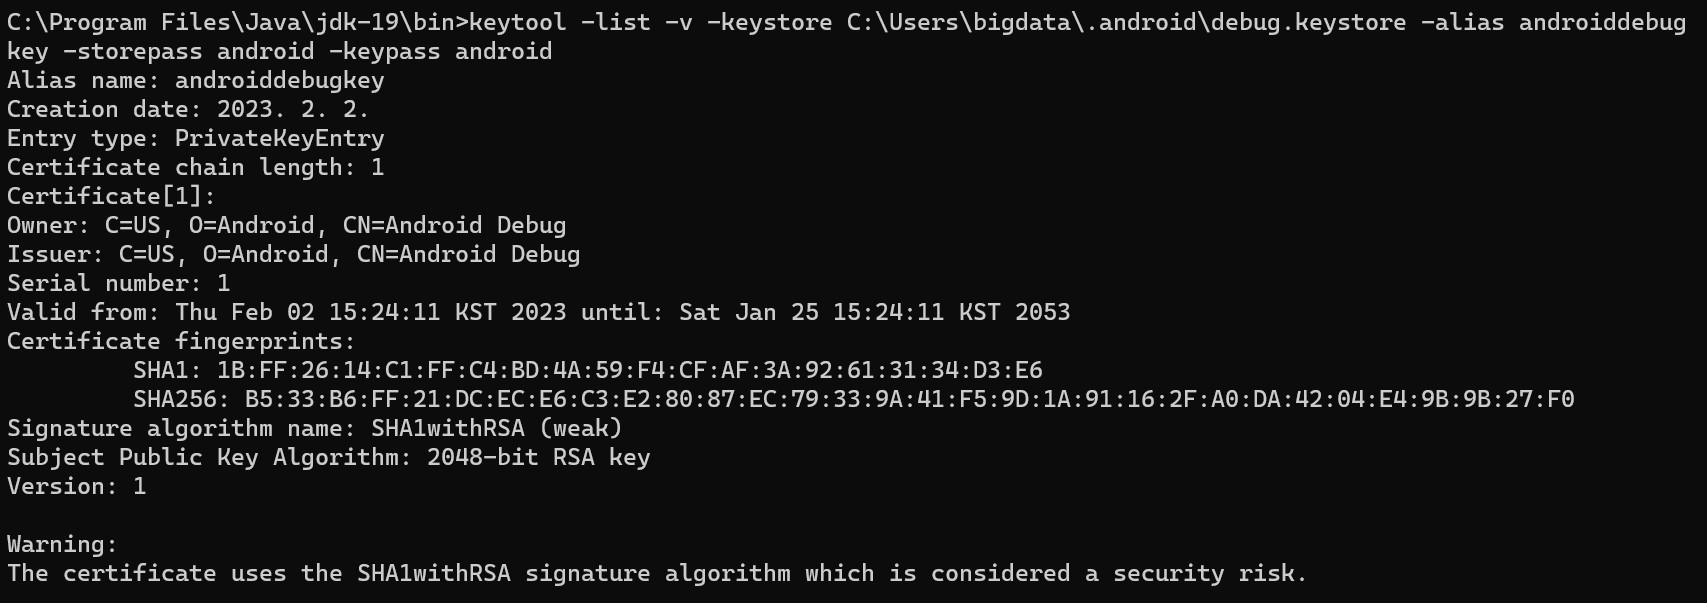 C:\Program Files\Java\jdk-19\bin>keytool -list -v -keystore C:\Users\bigdata\.android\debug.keystore -alias androiddebug
key -storepass android -keypass android
Alias name: androiddebugkey
Creation date: 2023. 2. 2.
Entry type: PrivateKeyEntry
Certificate chain length: 1
Certificate[1]:
Owner: C=US, O=Android, CN=Android Debug
Issuer: C=US, O=Android, CN=Android Debug
Serial number: 1
Valid from: Thu Feb 02 15:24:11 KST 2023 until: Sat Jan 25 15:24:11 KST 2053
Certificate fingerprints:
         SHA1: 1B:FF:26:14:C1:FF:C4:BD:4A:59:F4:CF:AF:3A:92:61:31:34:D3:E6
         SHA256: B5:33:B6:FF:21:DC:EC:E6:C3:E2:80:87:EC:79:33:9A:41:F5:9D:1A:91:16:2F:A0:DA:42:04:E4:9B:9B:27:F0
Signature algorithm name: SHA1withRSA (weak)
Subject Public Key Algorithm: 2048-bit RSA key
Version: 1

Warning:
The certificate uses the SHA1withRSA signature algorithm which is considered a security risk.